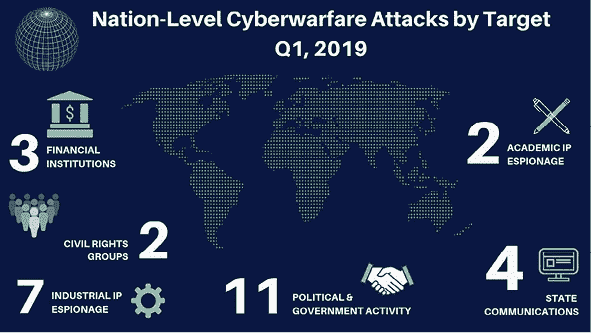 Nation-Level Cyberwarfare Attacks by Target
Q1, 2019
$
3 FINANCIAL
INSTITUTIONS
2 ACADEMIC IP
ESPIONAGE
CIVIL RIGHTS
GROUPS 2
7 INDUSTRIAL IP
ESPIONAGE
11 POLITICAL &
GOVERNMENT ACTIVITY
4 STATE
COMMUNICATIONS